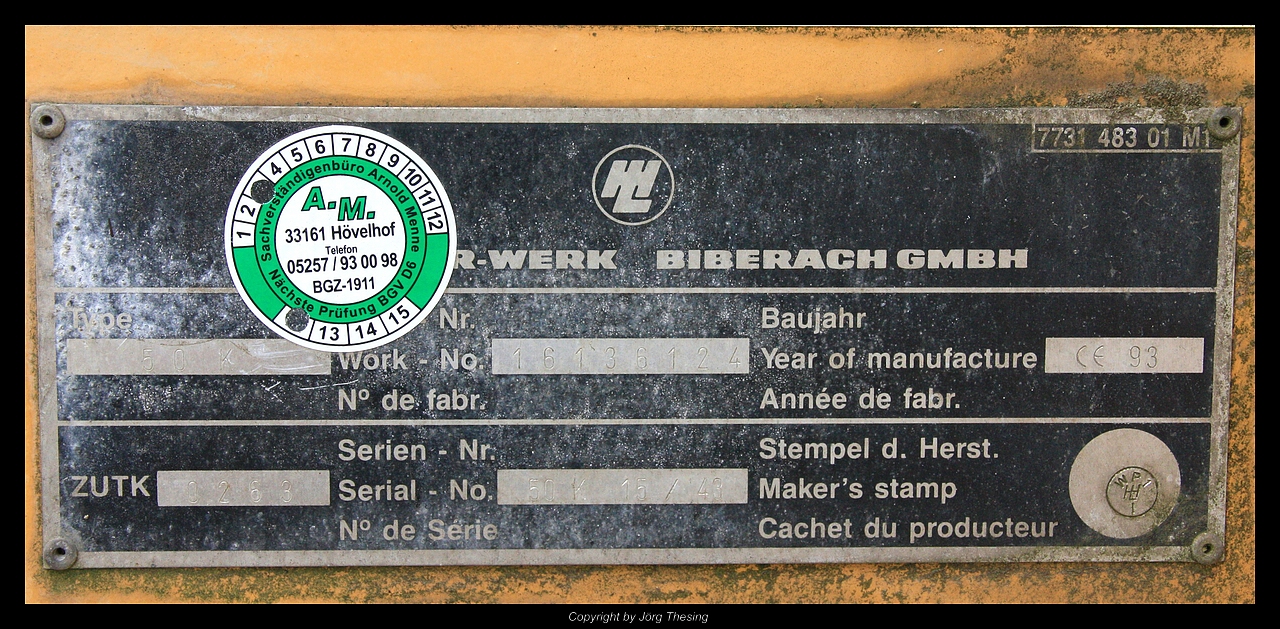 7731 483 01 M1
1 2 4 5 6 7 8 9 10 11 12
Sachverständigenbüro Arnold Menne
A.M.
33161 Hövelhof
Telefon
05257 / 93 00 98
BGZ-1911
Nächste Prüfung BGV D6
13 14 15
R-WERK BIBERACH GMBH
Type
50 K
Nr.
Work - No. 16138124
Nº de fabr.
Baujahr
Year of manufacture CE 93
Année de fabr.
ZUTK 0263
Serien - Nr.
Serial - No. 50 K 15 / 43
Nº de Série
Stempel d. Herst.
Maker's stamp
Cachet du producteur
Copyright by Jörg Thesing